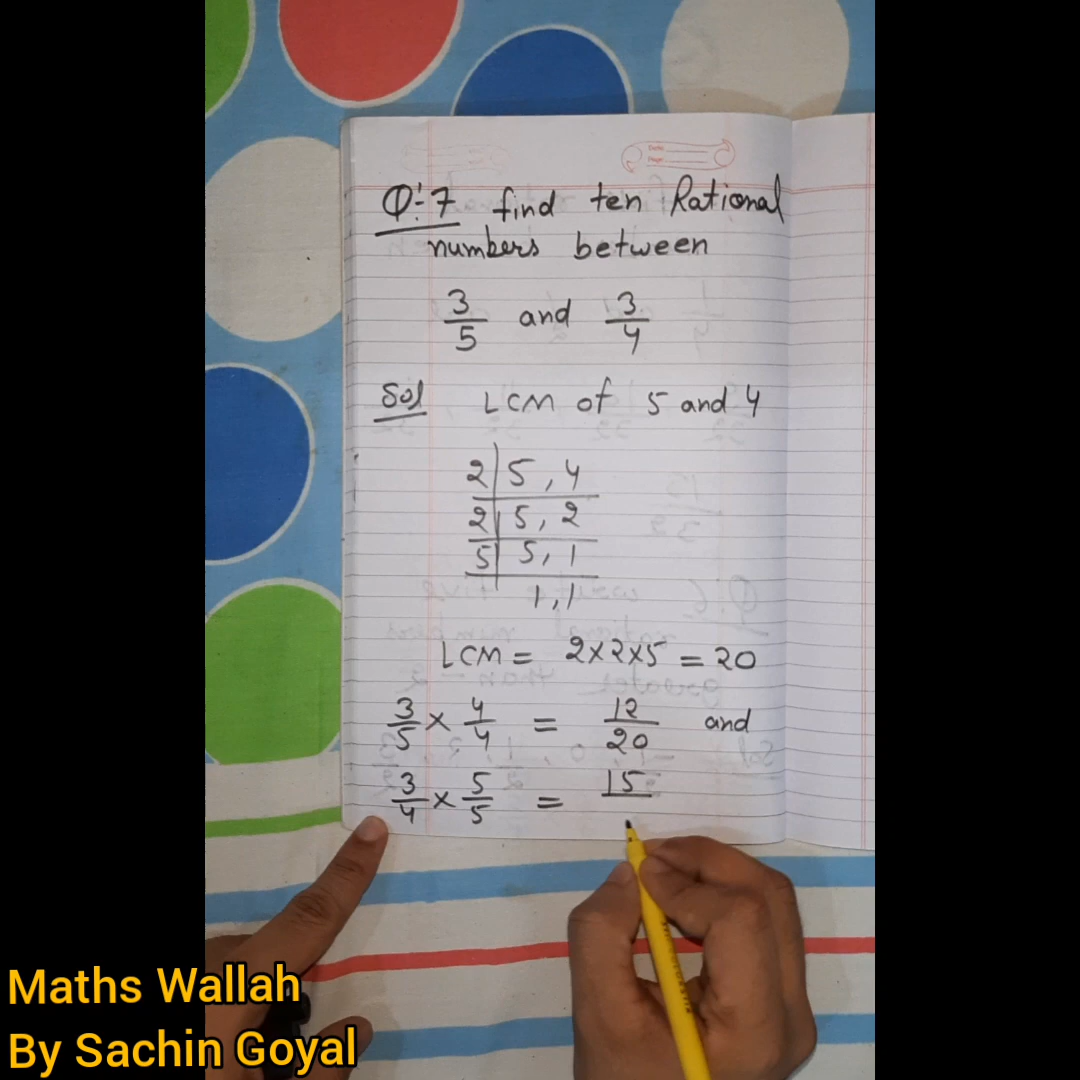 Q:-7 find ten Rational
numbers between
3/5 and 3/4
Sol LCM of 5 and 4
2 | 5, 4
2 | 5, 2
5 | 5, 1
1, 1
LCM = 2×2×5 = 20
3/5 × 4/4 = 12/20 and
3/4 × 5/5 = 15
Maths Wallah
By Sachin Goyal